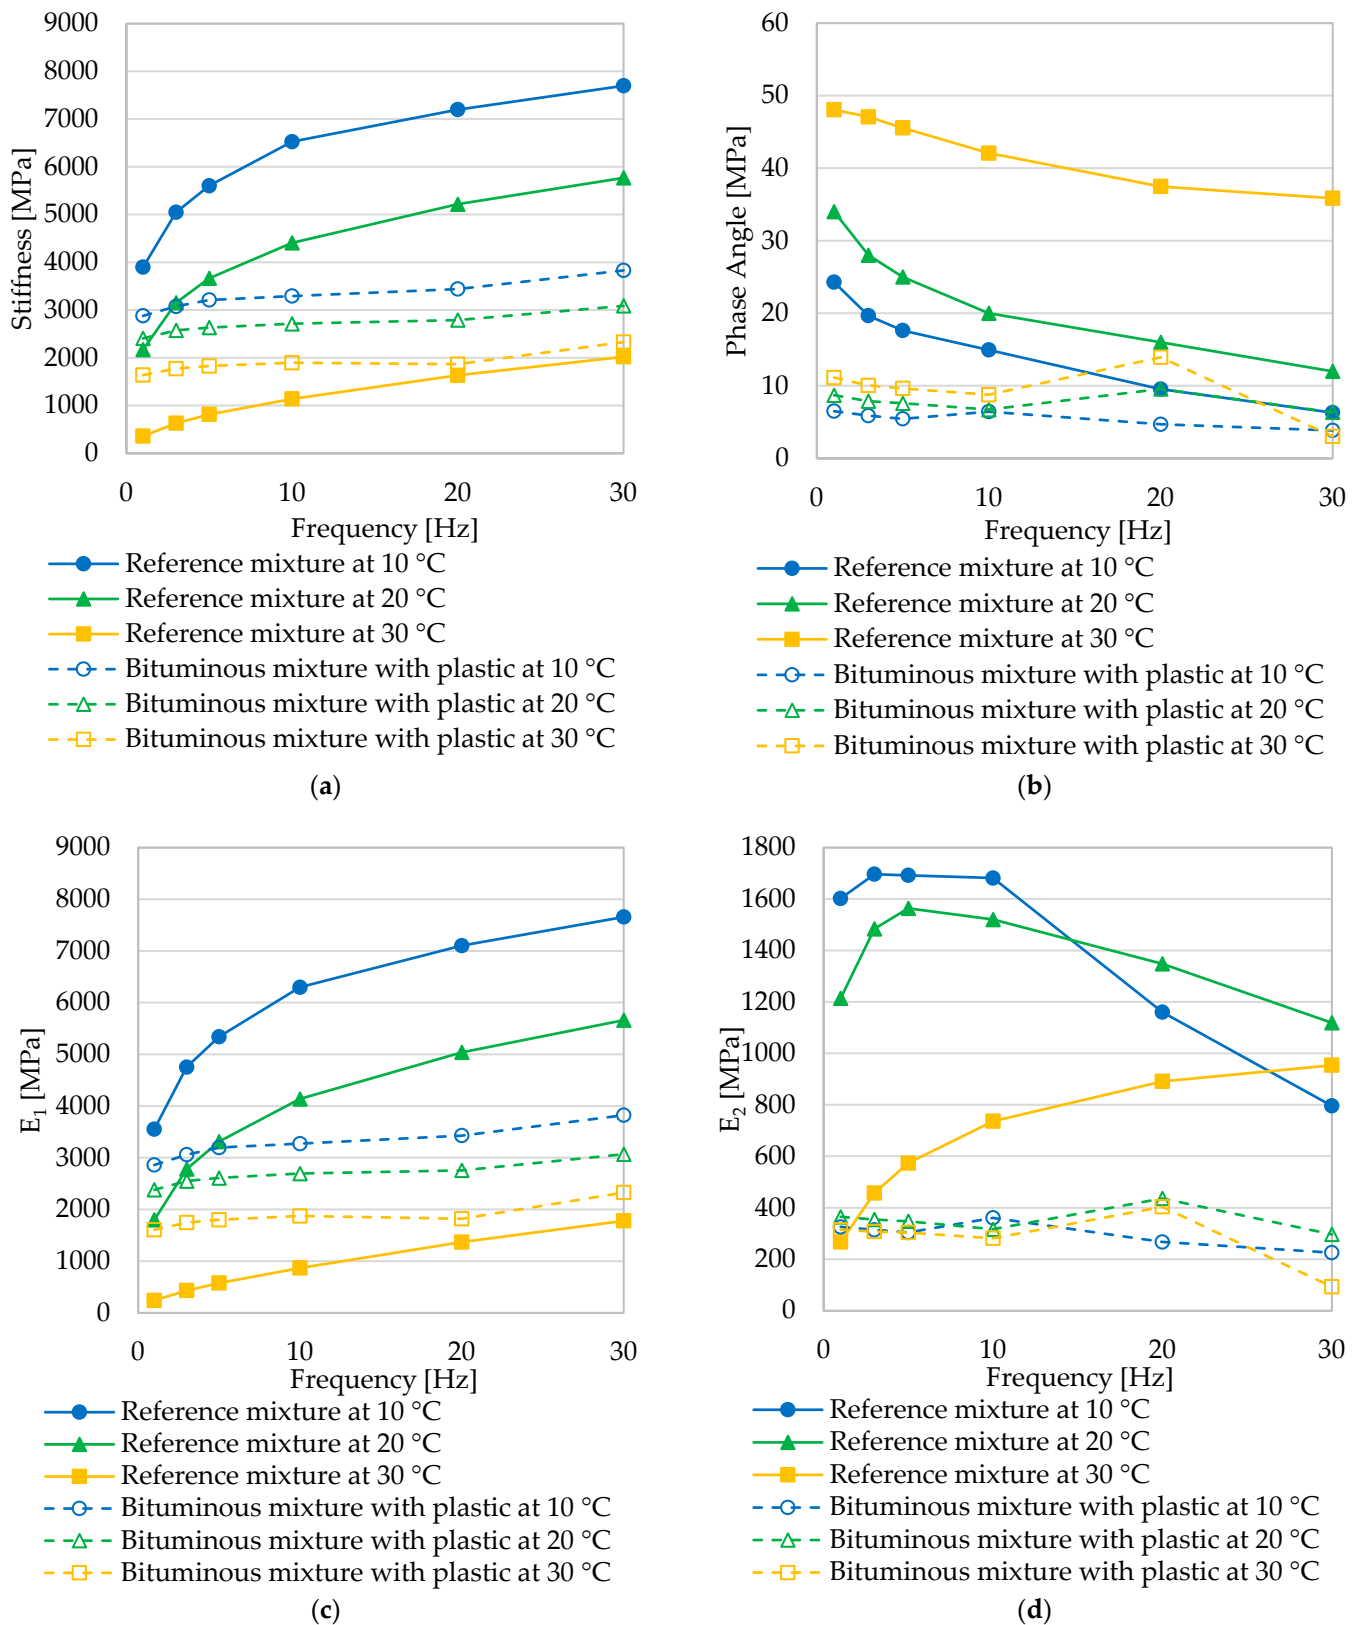 9000
8000
7000
6000
5000
4000
3000
2000
1000
0
Stiffness [MPa]
0 10 20 30
Frequency [Hz]
Reference mixture at 10 °C
Reference mixture at 20 °C
Reference mixture at 30 °C
Bituminous mixture with plastic at 10 °C
Bituminous mixture with plastic at 20 °C
Bituminous mixture with plastic at 30 °C
(a)
60
50
40
30
20
10
0
Phase Angle [MPa]
0 10 20 30
Frequency [Hz]
Reference mixture at 10 °C
Reference mixture at 20 °C
Reference mixture at 30 °C
Bituminous mixture with plastic at 10 °C
Bituminous mixture with plastic at 20 °C
Bituminous mixture with plastic at 30 °C
(b)
9000
8000
7000
6000
5000
4000
3000
2000
1000
0
E₁ [MPa]
0 10 20 30
Frequency [Hz]
Reference mixture at 10 °C
Reference mixture at 20 °C
Reference mixture at 30 °C
Bituminous mixture with plastic at 10 °C
Bituminous mixture with plastic at 20 °C
Bituminous mixture with plastic at 30 °C
(c)
1800
1600
1400
1200
1000
800
600
400
200
0
E₂ [MPa]
0 10 20 30
Frequency [Hz]
Reference mixture at 10 °C
Reference mixture at 20 °C
Reference mixture at 30 °C
Bituminous mixture with plastic at 10 °C
Bituminous mixture with plastic at 20 °C
Bituminous mixture with plastic at 30 °C
(d)